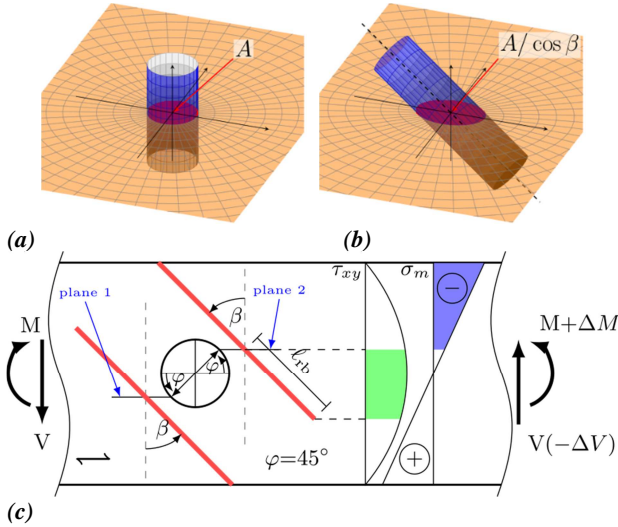 A
A/ cos β
(a)
(b)
τxy
σm
plane 1
plane 2
−
β
M
M+ΔM
φ
φ
ℓrb
β
V
V(−ΔV)
φ=45°
+
(c)